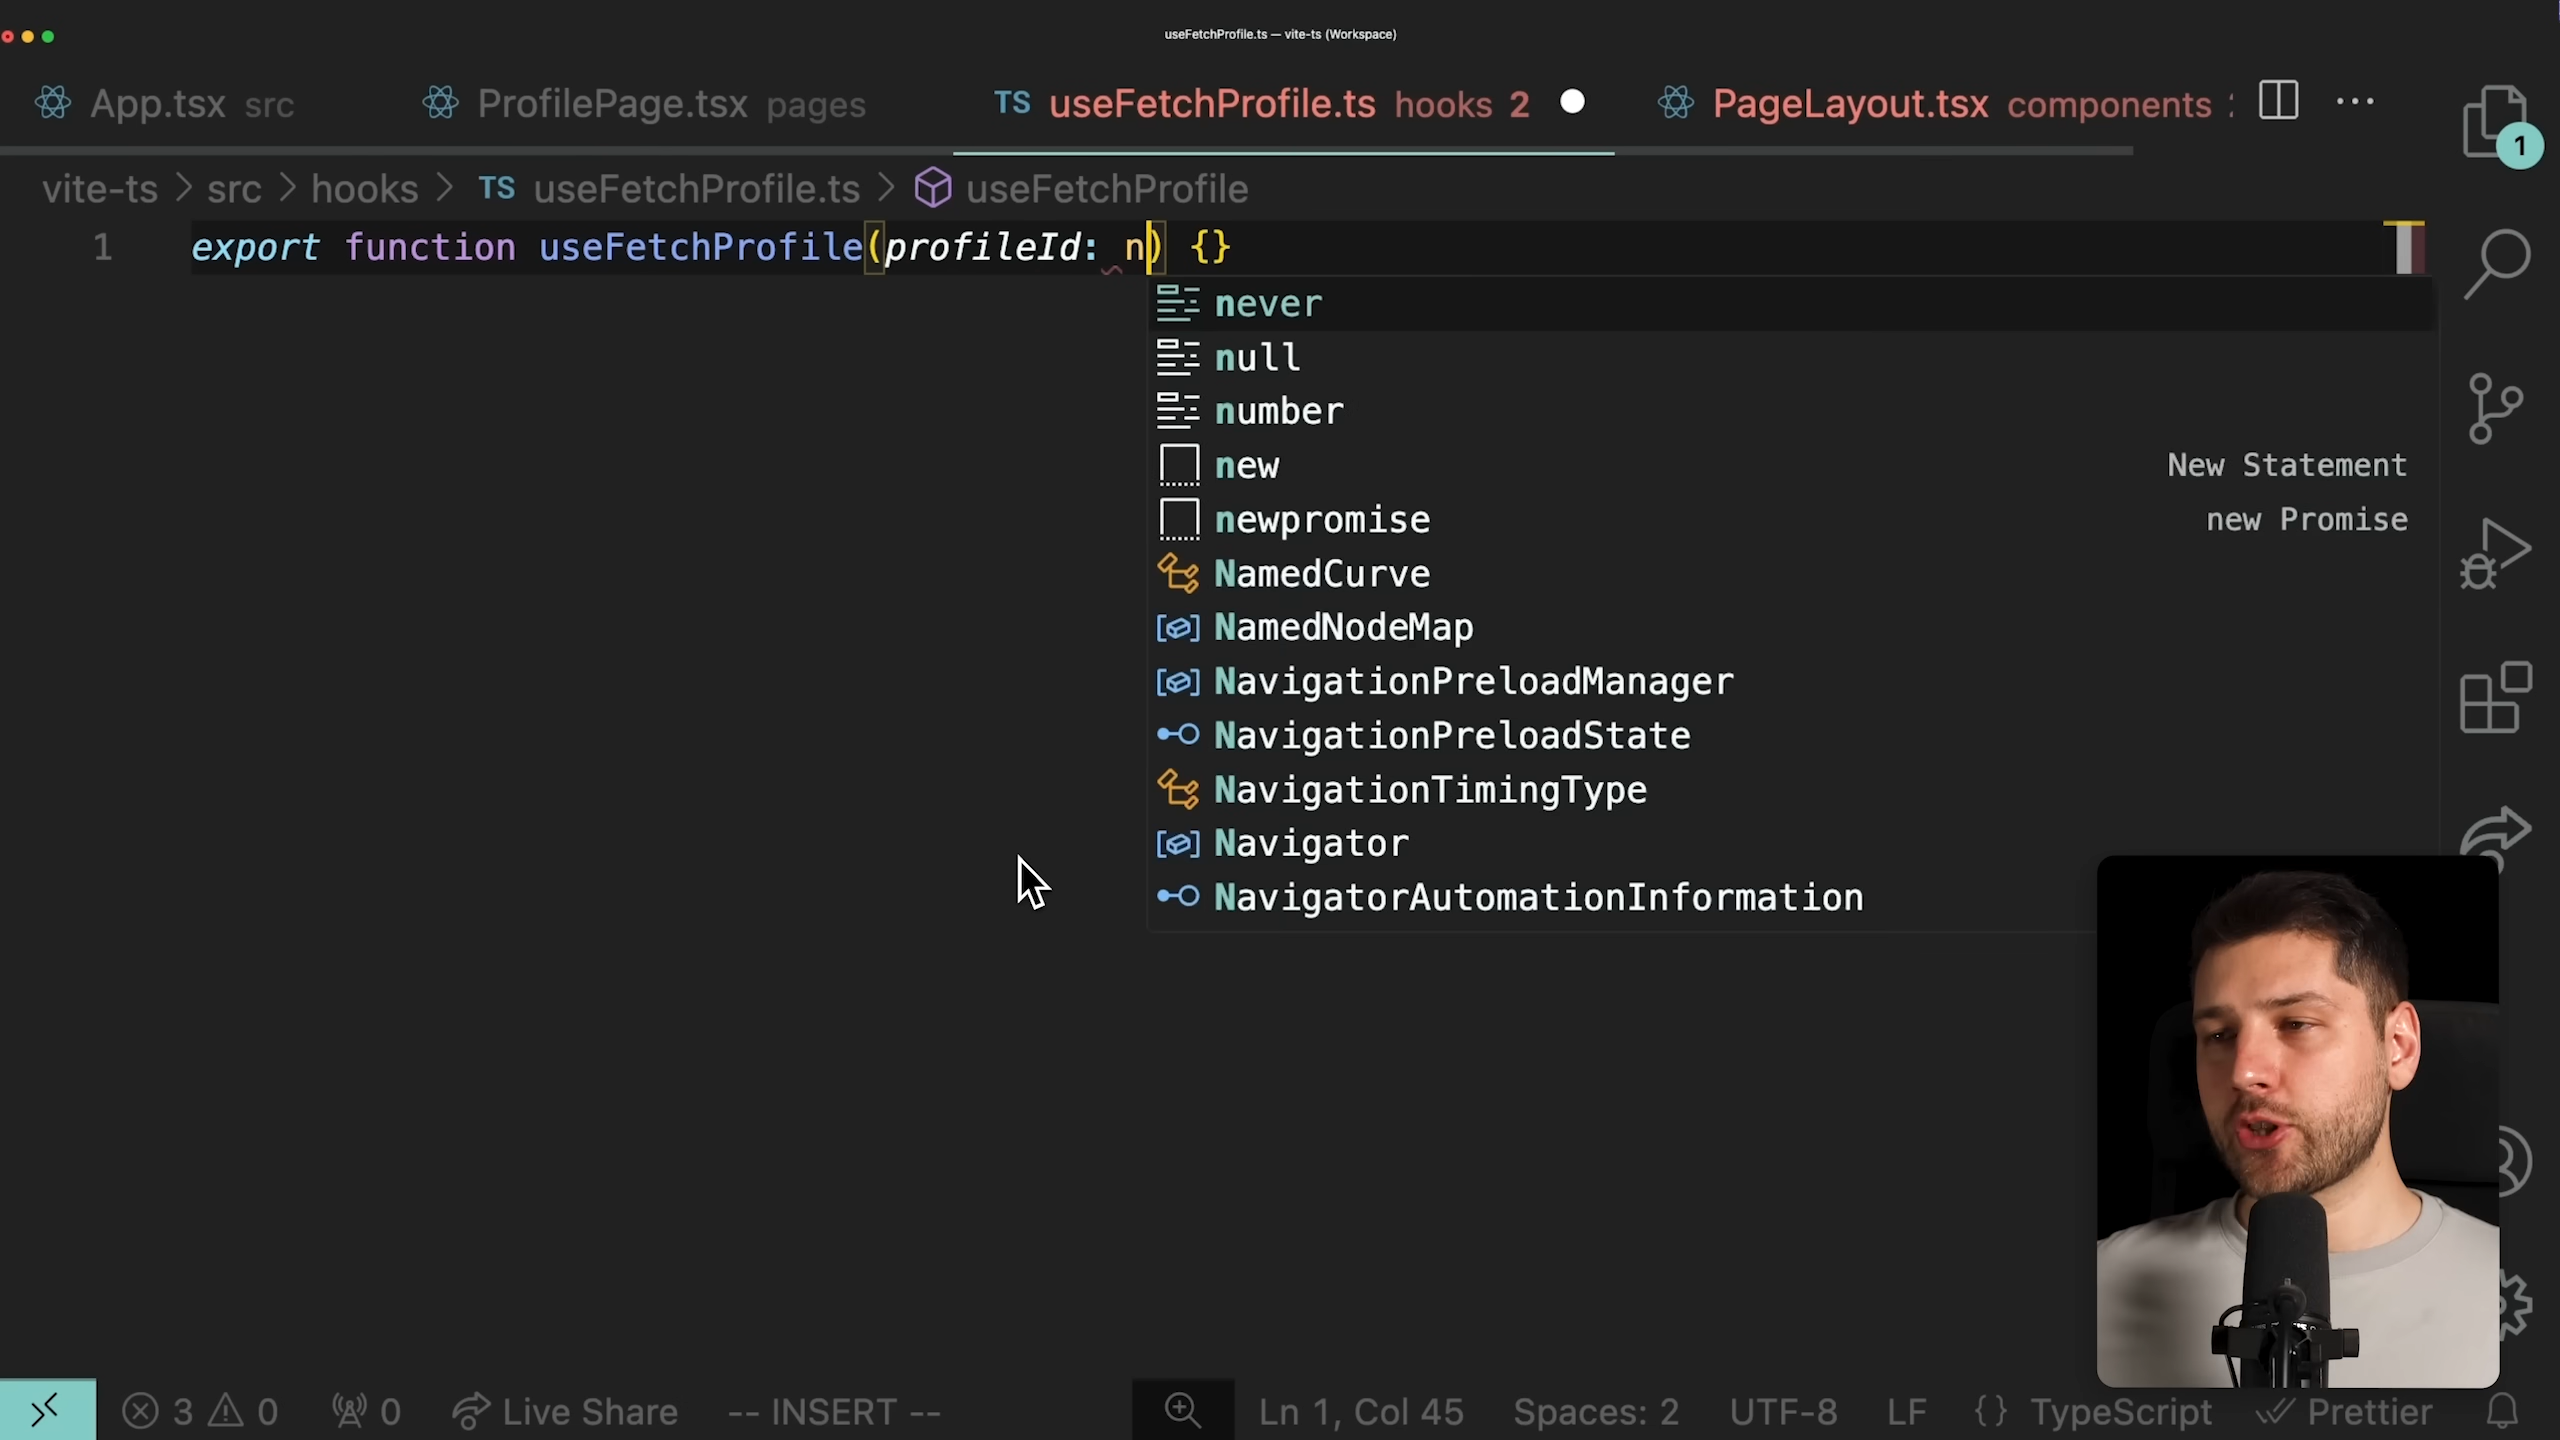 useFetchProfile.ts — vite-ts (Workspace)
App.tsx src
ProfilePage.tsx pages
TS useFetchProfile.ts hooks 2
PageLayout.tsx components
1
vite-ts > src > hooks > TS useFetchProfile.ts > useFetchProfile
1 export function useFetchProfile(profileId: n) {}
never
null
number
new New Statement
newpromise new Promise
NamedCurve
NamedNodeMap
NavigationPreloadManager
NavigationPreloadState
NavigationTimingType
Navigator
NavigatorAutomationInformation
3 0 0 Live Share -- INSERT -- Ln 1, Col 45 Spaces: 2 UTF-8 LF {} TypeScript Prettier